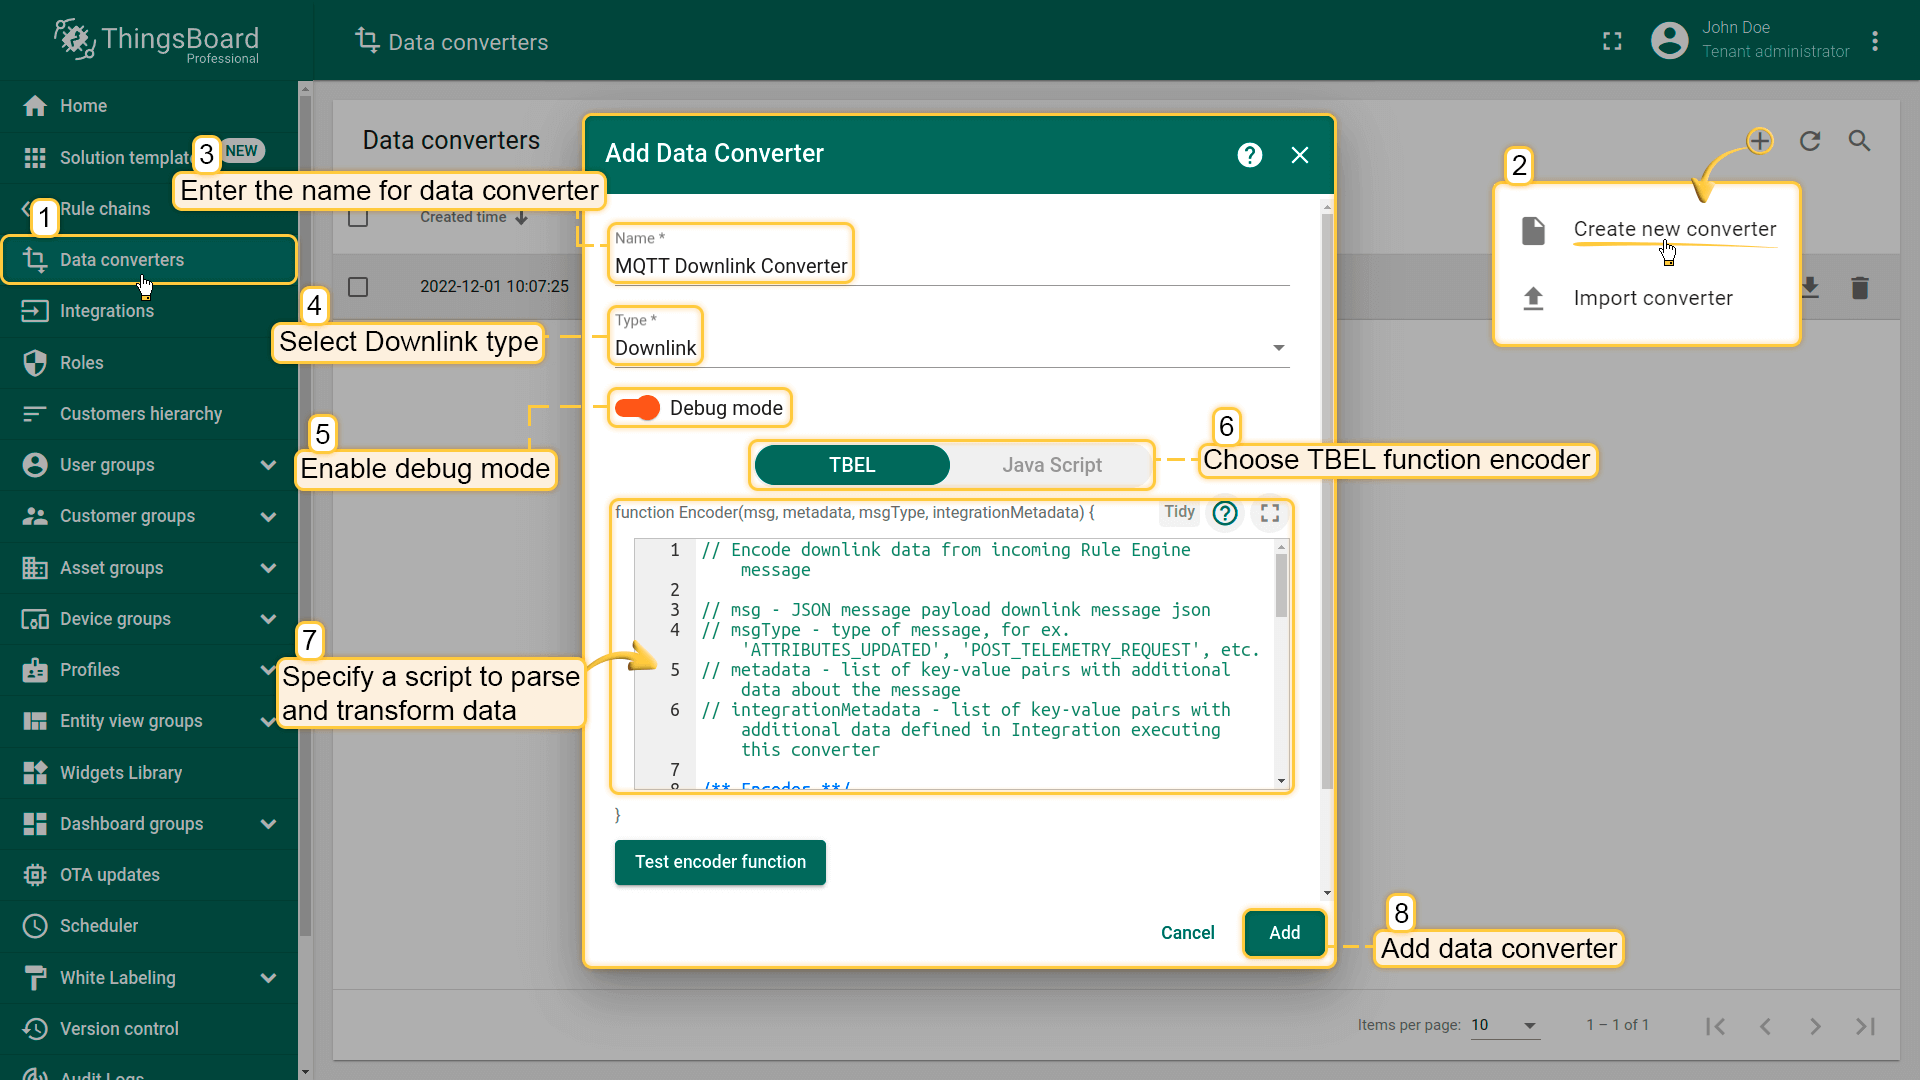 ThingsBoard
Professional
Data converters
John Doe
Tenant administrator
Home
Solution templat
NEW
Rule chains
Data converters
Integrations
Roles
Customers hierarchy
User groups
Customer groups
Asset groups
Device groups
Profiles
Entity view groups
Widgets Library
Dashboard groups
OTA updates
Scheduler
White Labeling
Version control
Audit Logs
1
3
Enter the name for data converter
4
Select Downlink type
5
Enable debug mode
7
Specify a script to parse
and transform data
Data converters
Created time
2022-12-01 10:07:25
Add Data Converter
Name *
MQTT Downlink Converter
Type *
Downlink
Debug mode
TBEL
Java Script
6
Choose TBEL function encoder
function Encoder(msg, metadata, msgType, integrationMetadata) {
Tidy
1 // Encode downlink data from incoming Rule Engine
message
2
3 // msg - JSON message payload downlink message json
4 // msgType - type of message, for ex.
'ATTRIBUTES_UPDATED', 'POST_TELEMETRY_REQUEST', etc.
5 // metadata - list of key-value pairs with additional
data about the message
6 // integrationMetadata - list of key-value pairs with
additional data defined in Integration executing
this converter
7
8 /** Encoder **/
}
Test encoder function
Cancel
Add
8
Add data converter
2
Create new converter
Import converter
Items per page:
10
1 – 1 of 1